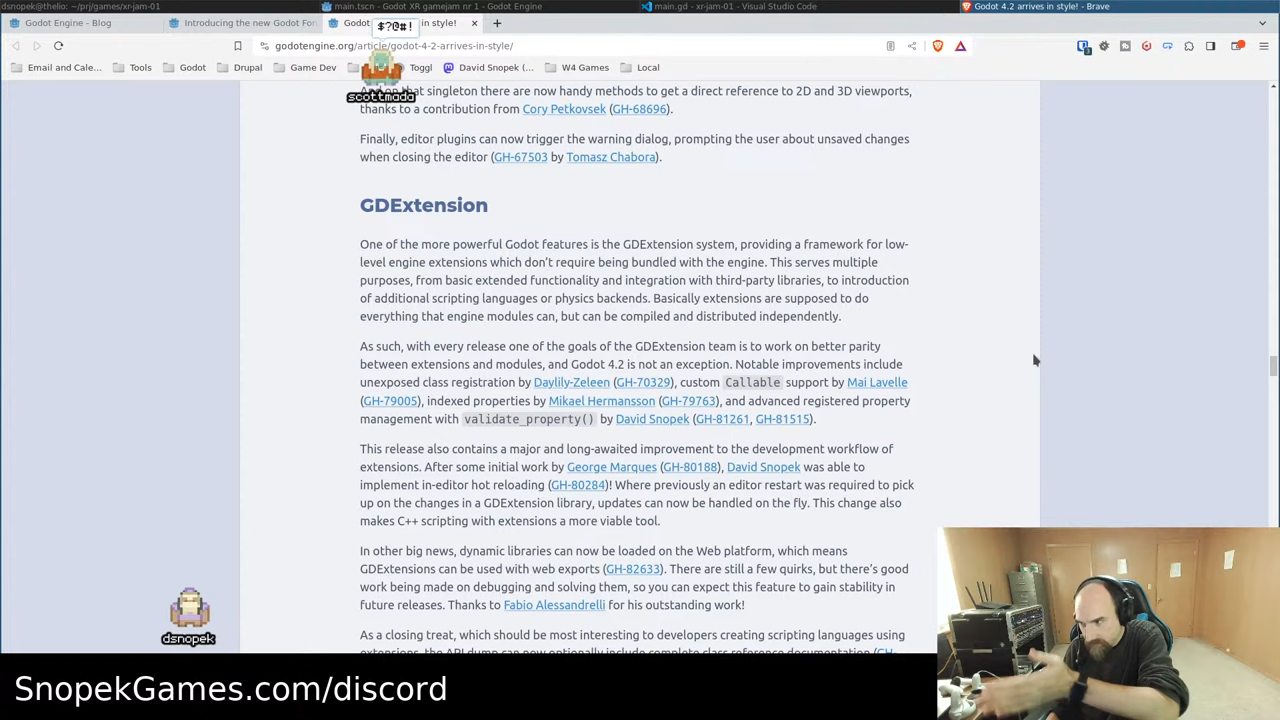 dsnopek@thelio: ~/prj/games/xr-jam-01
main.tscn - Godot XR gamejam nr 1 - Godot Engine
main.gd - xr-jam-01 - Visual Studio Code
Godot 4.2 arrives in style! - Brave
Godot Engine - Blog
Introducing the new Godot Fon
Godot
in style!
$?@#!
godotengine.org/article/godot-4-2-arrives-in-style/
Email and Cale...
Tools
Godot
Drupal
Game Dev
Toggl
David Snopek (...
W4 Games
Local
scottmada
And on that singleton there are now handy methods to get a direct reference to 2D and 3D viewports,
thanks to a contribution from Cory Petkovsek (GH-68696).
Finally, editor plugins can now trigger the warning dialog, prompting the user about unsaved changes
when closing the editor (GH-67503 by Tomasz Chabora).
GDExtension
One of the more powerful Godot features is the GDExtension system, providing a framework for low-
level engine extensions which don't require being bundled with the engine. This serves multiple
purposes, from basic extended functionality and integration with third-party libraries, to introduction
of additional scripting languages or physics backends. Basically extensions are supposed to do
everything that engine modules can, but can be compiled and distributed independently.
As such, with every release one of the goals of the GDExtension team is to work on better parity
between extensions and modules, and Godot 4.2 is not an exception. Notable improvements include
unexposed class registration by Daylily-Zeleen (GH-70329), custom Callable support by Mai Lavelle
(GH-79005), indexed properties by Mikael Hermansson (GH-79763), and advanced registered property
management with validate_property() by David Snopek (GH-81261, GH-81515).
This release also contains a major and long-awaited improvement to the development workflow of
extensions. After some initial work by George Marques (GH-80188), David Snopek was able to
implement in-editor hot reloading (GH-80284)! Where previously an editor restart was required to pick
up on the changes in a GDExtension library, updates can now be handled on the fly. This change also
makes C++ scripting with extensions a more viable tool.
In other big news, dynamic libraries can now be loaded on the Web platform, which means
GDExtensions can be used with web exports (GH-82633). There are still a few quirks, but there's good
work being made on debugging and solving them, so you can expect this feature to gain stability in
future releases. Thanks to Fabio Alessandrelli for his outstanding work!
dsnopek
As a closing treat, which should be most interesting to developers creating scripting languages using
extensions, the API dump can now optionally include complete class reference documentation (GH-
SnopekGames.com/discord